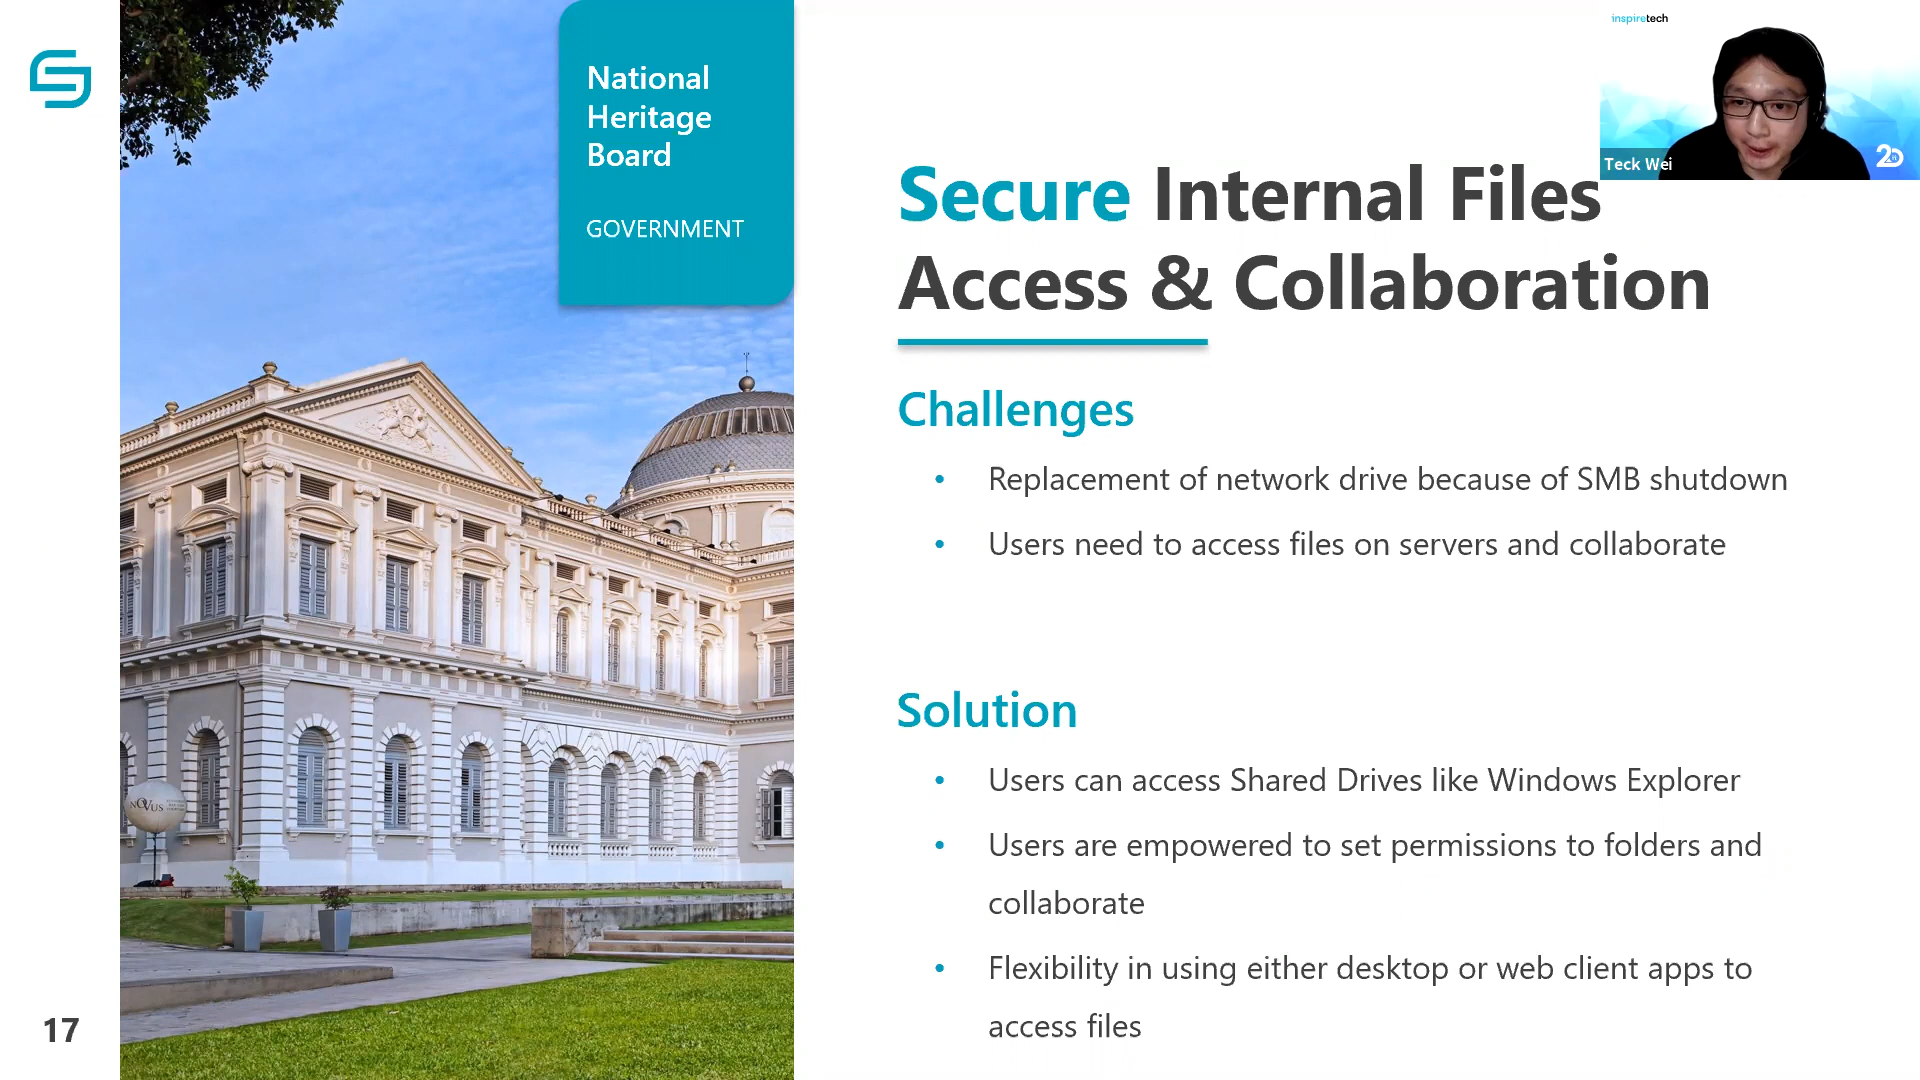 National
Heritage
Board
GOVERNMENT
inspiretech
Teck Wei
Secure Internal Files
Access & Collaboration
Challenges
• Replacement of network drive because of SMB shutdown
• Users need to access files on servers and collaborate
Solution
• Users can access Shared Drives like Windows Explorer
• Users are empowered to set permissions to folders and
collaborate
• Flexibility in using either desktop or web client apps to
access files
NOVUS
17